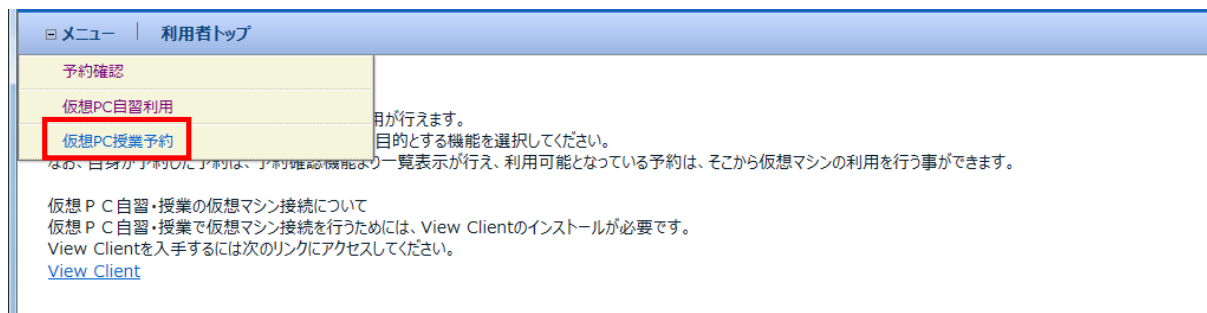 メニュー 利用者トップ
予約確認
仮想PC自習利用
用が行えます。
仮想PC授業予約
目的とする機能を選択してください。
なお、自身が予約した予約は、予約確認機能より一覧表示が行え、利用可能となっている予約は、そこから仮想マシンの利用を行う事ができます。
仮想ＰＣ自習・授業の仮想マシン接続について
仮想ＰＣ自習・授業で仮想マシン接続を行うためには、View Clientのインストールが必要です。
View Clientを入手するには次のリンクにアクセスしてください。
View Client